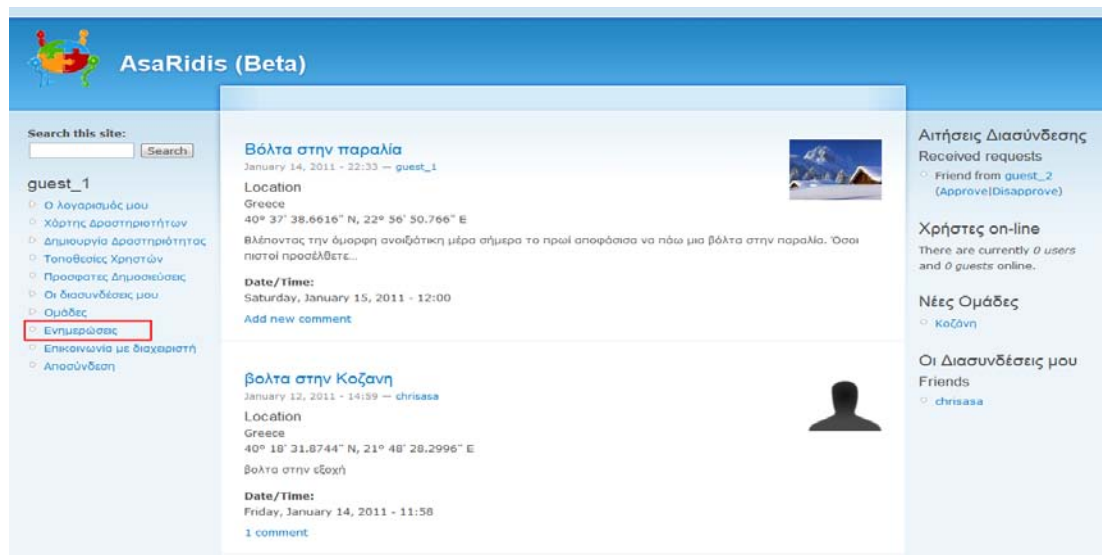 AsaRidis (Beta)
Search this site:
Search
guest_1
Ο λογαρισμός μου
Χάρτης Δραστηριοτήτων
Δημιουργία Δραστηριότητας
Τοποθεσίες Χρηστών
Πρόσφατες Δημοσιεύσεις
Οι διασυνδέσεις μου
Ομάδες
Ενημερώσεις
Επικοινωνία με διαχειριστή
Αποσύνδεση
Βόλτα στην παραλία
January 14, 2011 - 22:33 — guest_1
Location
Greece
40° 37' 38.6616" N, 22° 56' 50.766" E
Βλέποντας την όμορφη ανοιξιάτικη μέρα σήμερα το πρωί αποφάσισα να πάω μια βόλτα στην παραλία. Όσοι
πιστοί προσέλθετε...
Date/Time:
Saturday, January 15, 2011 - 12:00
Add new comment
βολτα στην Κοζανη
January 12, 2011 - 14:59 — chrisasa
Location
Greece
40° 18' 31.8744" N, 21° 48' 28.2996" E
βολτα στην εξοχή
Date/Time:
Friday, January 14, 2011 - 11:58
1 comment
Αιτήσεις Διασύνδεσης
Received requests
Friend from guest_2
(Approve|Disapprove)
Χρήστες on-line
There are currently 0 users
and 0 guests online.
Νέες Ομάδες
Κοζάνη
Οι Διασυνδέσεις μου
Friends
chrisasa